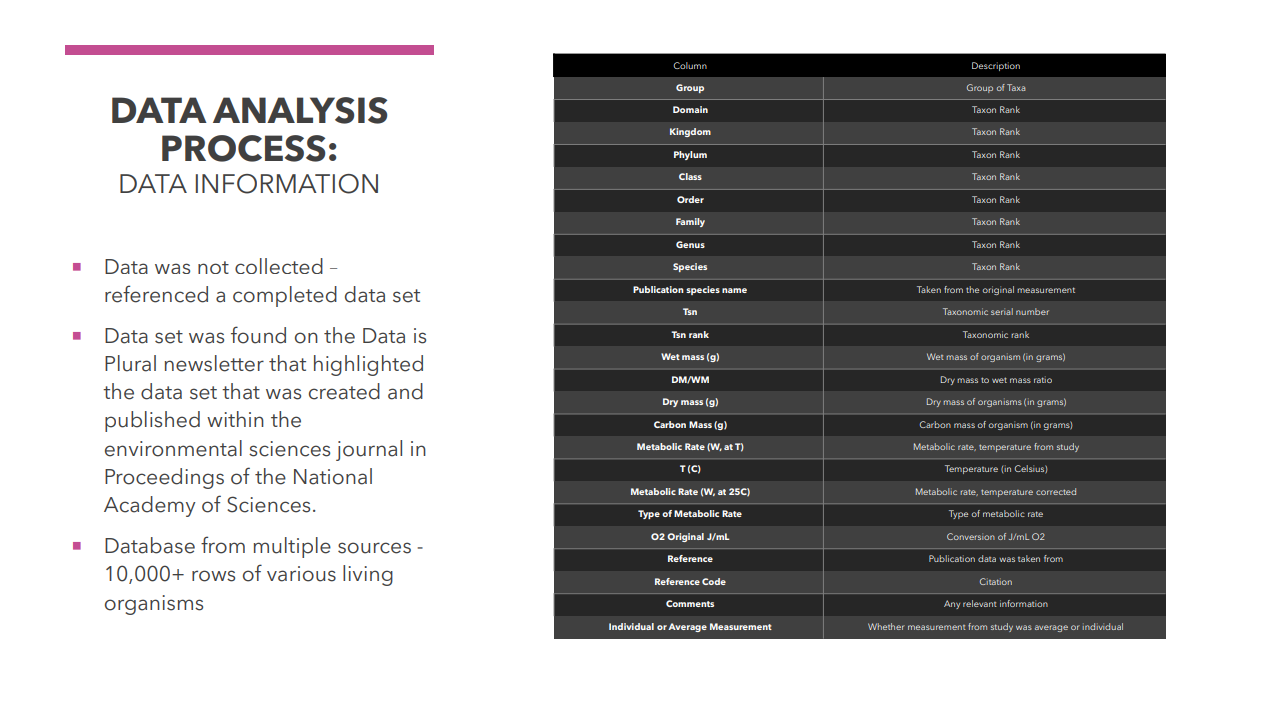 DATA ANALYSIS
PROCESS:
DATA INFORMATION
Data was not collected –
referenced a completed data set
Data set was found on the Data is
Plural newsletter that highlighted
the data set that was created and
published within the
environmental sciences journal in
Proceedings of the National
Academy of Sciences.
Database from multiple sources -
10,000+ rows of various living
organisms
Column Description
Group Group of Taxa
Domain Taxon Rank
Kingdom Taxon Rank
Phylum Taxon Rank
Class Taxon Rank
Order Taxon Rank
Family Taxon Rank
Genus Taxon Rank
Species Taxon Rank
Publication species name Taken from the original measurement
Tsn Taxonomic serial number
Tsn rank Taxonomic rank
Wet mass (g) Wet mass of organism (in grams)
DM/WM Dry mass to wet mass ratio
Dry mass (g) Dry mass of organisms (in grams)
Carbon Mass (g) Carbon mass of organism (in grams)
Metabolic Rate (W, at T) Metabolic rate, temperature from study
T (C) Temperature (in Celsius)
Metabolic Rate (W, at 25C) Metabolic rate, temperature corrected
Type of Metabolic Rate Type of metabolic rate
O2 Original J/mL Conversion of J/mL O2
Reference Publication data was taken from
Reference Code Citation
Comments Any relevant information
Individual or Average Measurement Whether measurement from study was average or individual